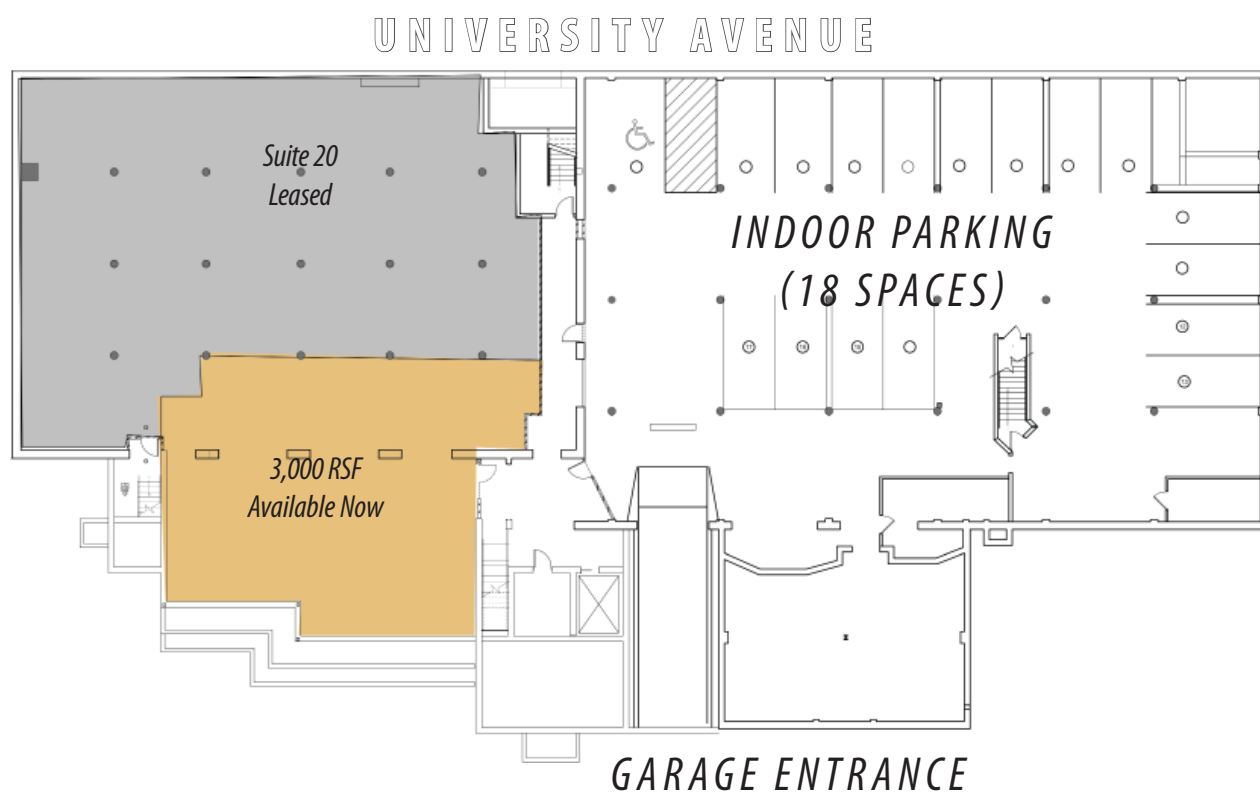 UNIVERSITY AVENUE
Suite 20
Leased
INDOOR PARKING
(18 SPACES)
3,000 RSF
Available Now
GARAGE ENTRANCE